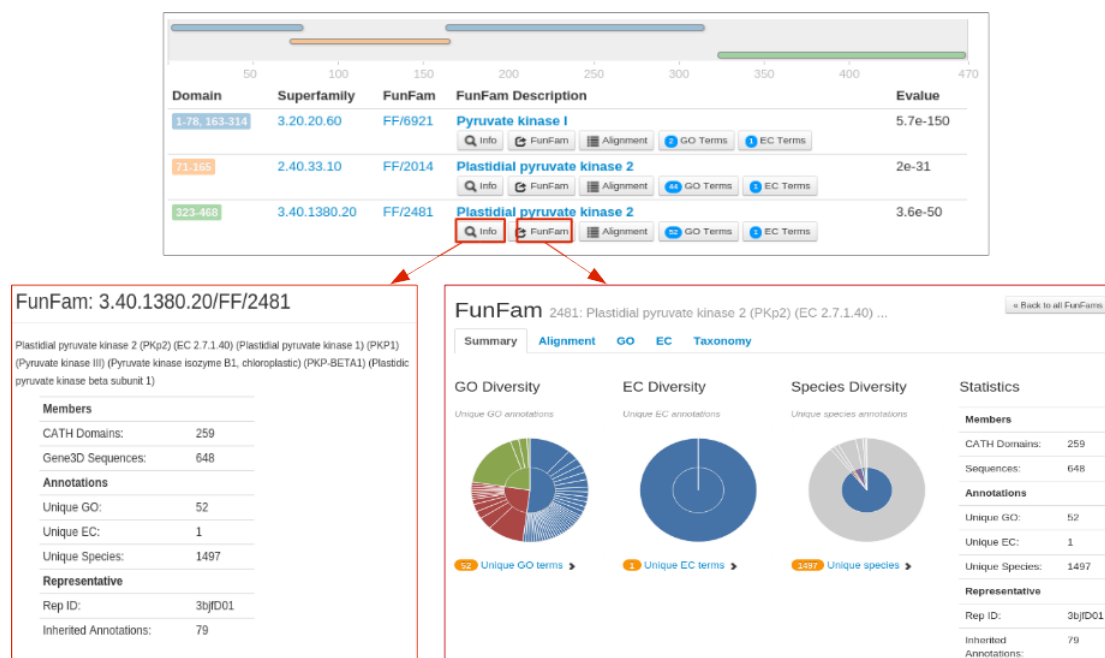 50 100 150 200 250 300 350 400 470
Domain Superfamily FunFam FunFam Description Evalue
1-78, 163-314 3.20.20.60 FF/6921 Pyruvate kinase I 5.7e-150
Info FunFam Alignment 2 GO Terms 1 EC Terms
71-165 2.40.33.10 FF/2014 Plastidial pyruvate kinase 2 2e-31
Info FunFam Alignment 44 GO Terms 1 EC Terms
323-468 3.40.1380.20 FF/2481 Plastidial pyruvate kinase 2 3.6e-50
Info FunFam Alignment 52 GO Terms 1 EC Terms
FunFam: 3.40.1380.20/FF/2481
Plastidial pyruvate kinase 2 (PKp2) (EC 2.7.1.40) (Plastidial pyruvate kinase 1) (PKP1)
(Pyruvate kinase III) (Pyruvate kinase isozyme B1, chloroplastic) (PKP-BETA1) (Plastidic
pyruvate kinase beta subunit 1)
Members
CATH Domains: 259
Gene3D Sequences: 648
Annotations
Unique GO: 52
Unique EC: 1
Unique Species: 1497
Representative
Rep ID: 3bjfD01
Inherited Annotations: 79
FunFam 2481: Plastidial pyruvate kinase 2 (PKp2) (EC 2.7.1.40) ...
« Back to all FunFams
Summary Alignment GO EC Taxonomy
GO Diversity
Unique GO annotations
52 Unique GO terms
EC Diversity
Unique EC annotations
1 Unique EC terms
Species Diversity
Unique species annotations
1497 Unique species
Statistics
Members
CATH Domains: 259
Sequences: 648
Annotations
Unique GO: 52
Unique EC: 1
Unique Species: 1497
Representative
Rep ID: 3bjfD01
Inherited 79
Annotations: